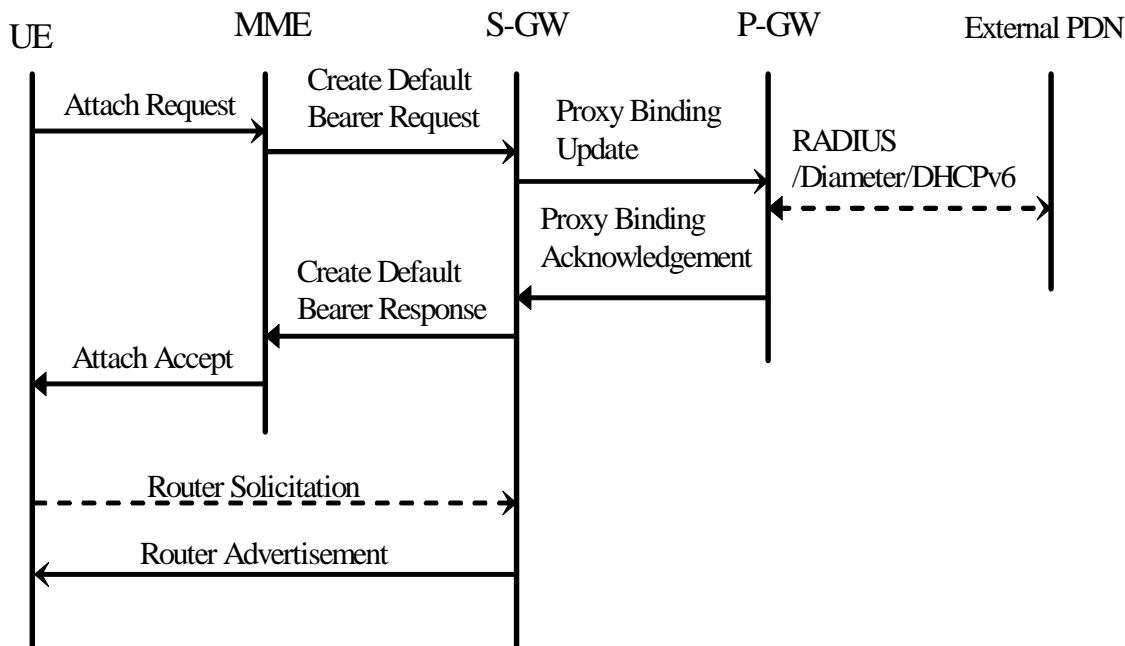 UE
MME
S-GW
P-GW
External PDN
Attach Request
Create Default
Bearer Request
Proxy Binding
Update
RADIUS
/Diameter/DHCPv6
Proxy Binding
Acknowledgement
Create Default
Bearer Response
Attach Accept
Router Solicitation
Router Advertisement